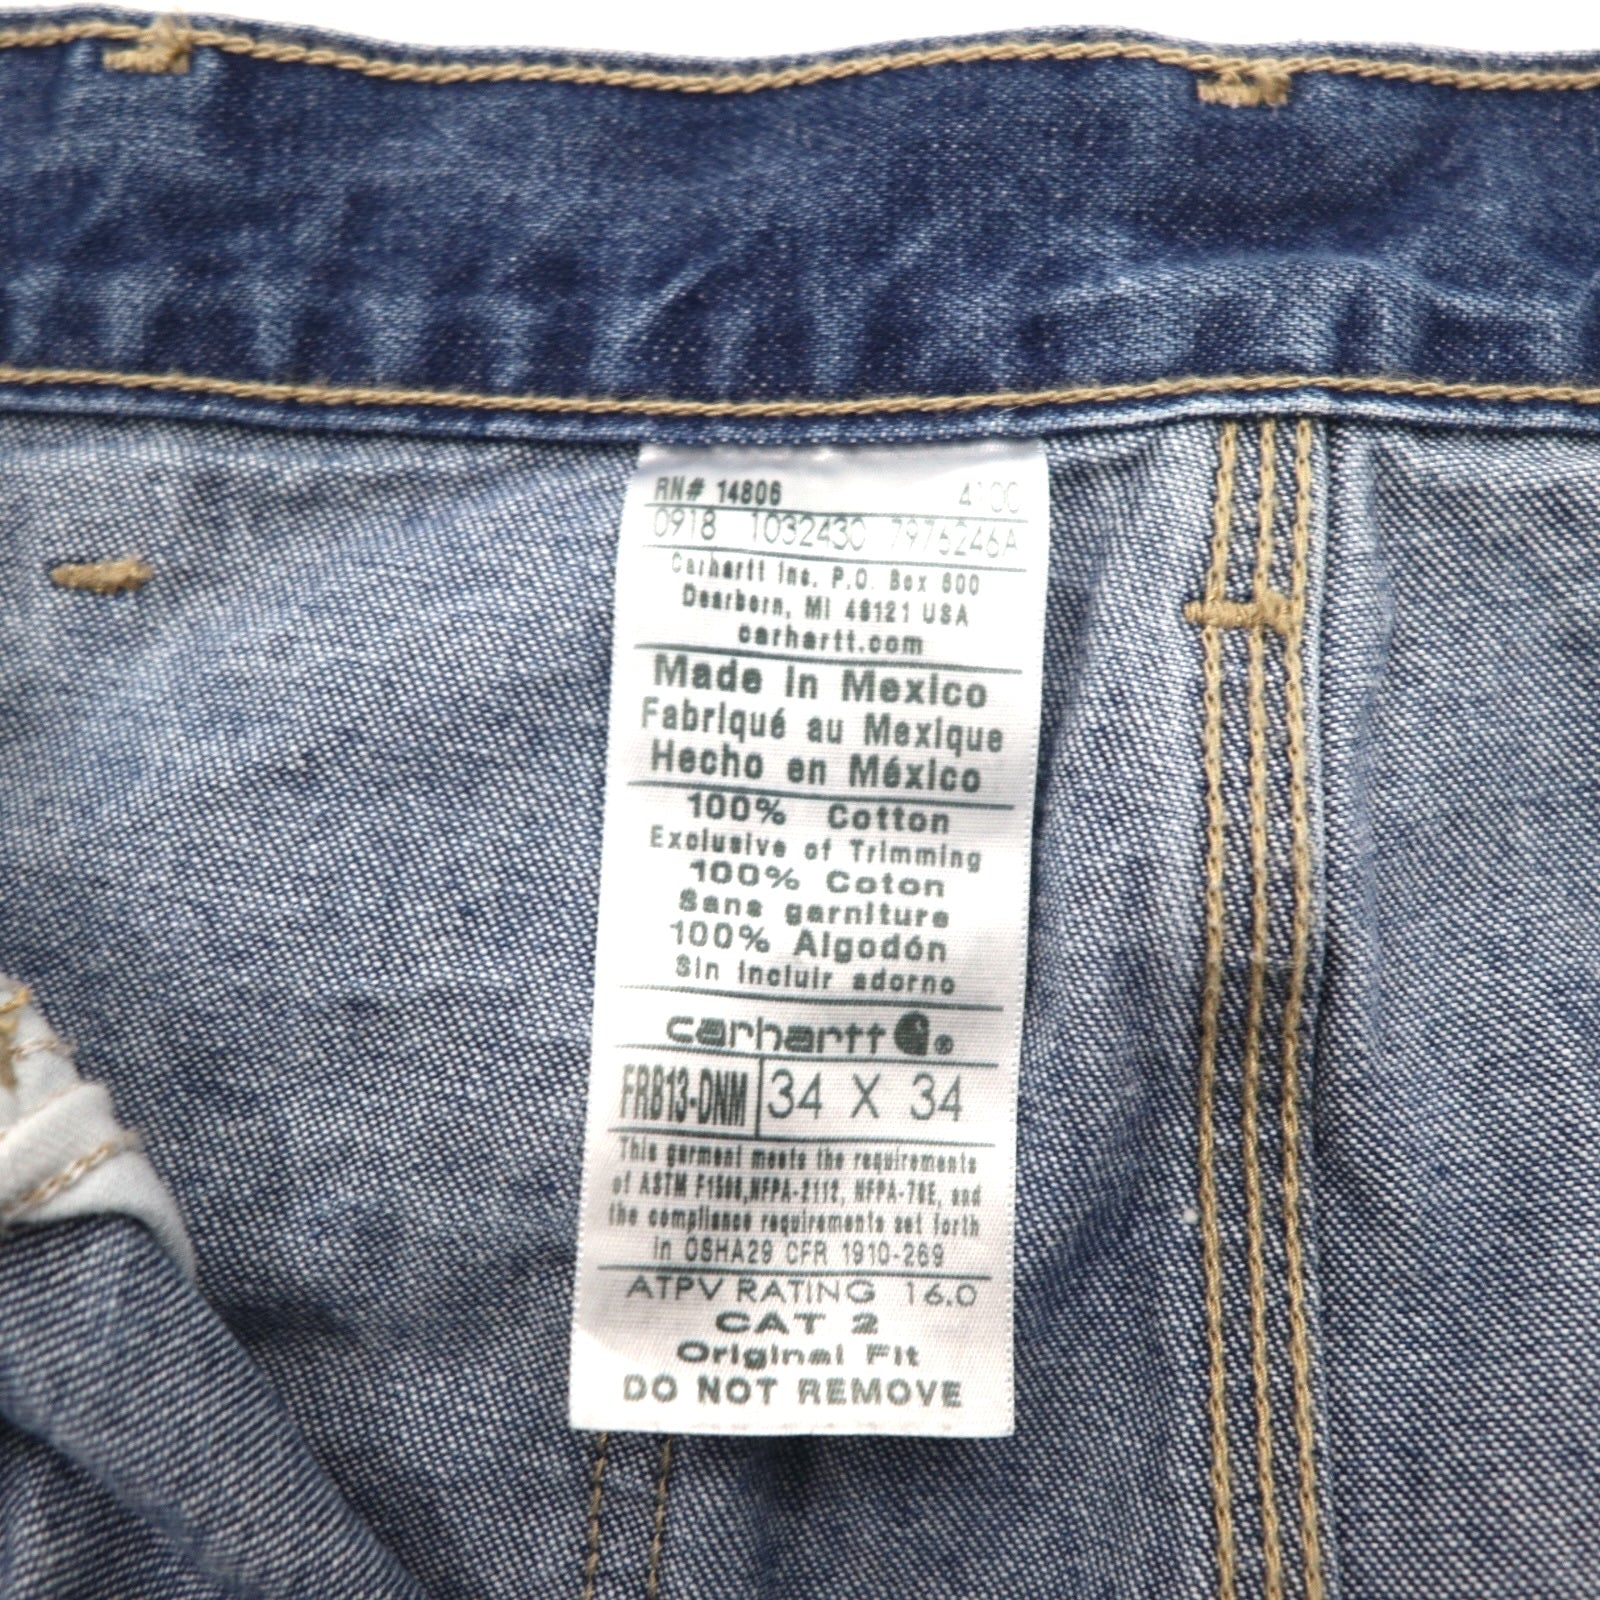 RN# 14806
0918 1032430 7976246A
Carhartt Inc. P.O. Box 600
Dearborn, MI 48121 USA
carhartt.com
Made in Mexico
Fabriqué au Mexique
Hecho en México
100% Cotton
Exclusive of Trimming
100% Coton
Sans garniture
100% Algodón
Sin incluir adorno
carhartt ®
FRB13-DNM 34 X 34
This garment meets the requirements
of ASTM F1506, NFPA-2112, NFPA-70E, and
the compliance requirements set forth
in OSHA29 CFR 1910-269
ATPV RATING 16.0
CAT 2
Original Fit
DO NOT REMOVE